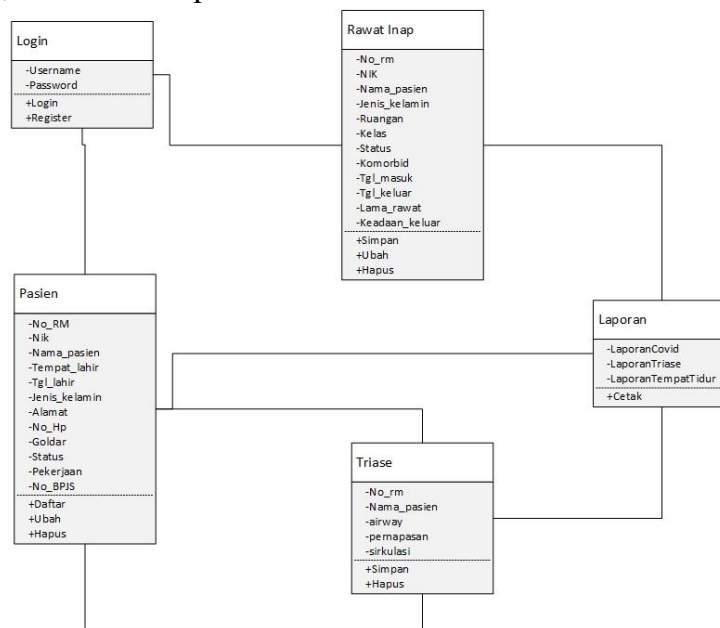 Login
-Username
-Password
+Login
+Register
Rawat Inap
-No_rm
-NIK
-Nama_pasien
-Jenis_kelamin
-Ruangan
-Kelas
-Status
-Komorbid
-Tgl_masuk
-Tgl_keluar
-Lama_rawat
-Keadaan_keluar
+Simpan
+Ubah
+Hapus
Pasien
-No_RM
-Nik
-Nama_pasien
-Tempat_lahir
-Tgl_lahir
-Jenis_kelamin
-Alamat
-No_Hp
-Goldar
-Status
-Pekerjaan
-No_BPJS
+Daftar
+Ubah
+Hapus
Laporan
-LaporanCovid
-LaporanTriase
-LaporanTempatTidur
+Cetak
Triase
-No_rm
-Nama_pasien
-airway
-pernapasan
-sirkulasi
+Simpan
+Hapus